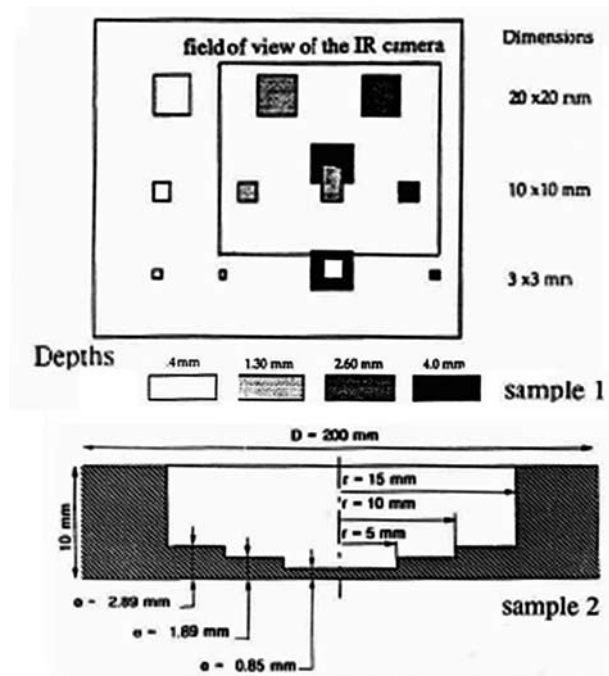 field of view of the IR camera
Dimensions
20 x20 mm
10 x10 mm
3 x3 mm
Depths
.4mm
1.30 mm
2.60 mm
4.0 mm
sample 1
D = 200 mm
10 mm
r = 15 mm
r = 10 mm
r = 5 mm
e = 2.89 mm
e = 1.89 mm
e = 0.85 mm
sample 2